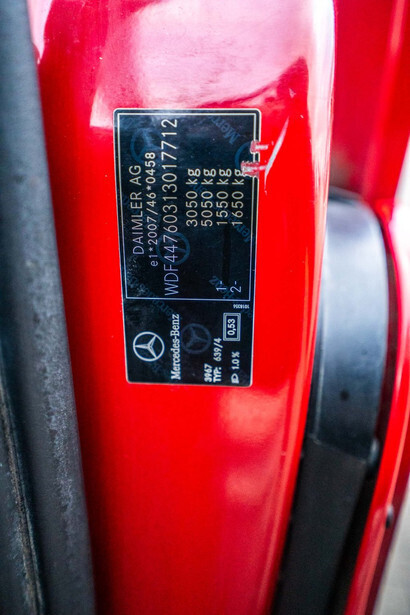 DAIMLER AG
e1*2007/46*0458
WDF44760313017712
3050 kg
5050 kg
1- 1550 kg
2- 1650 kg
Mercedes-Benz
3967
TYP: 639/4
1.0 %
0,53